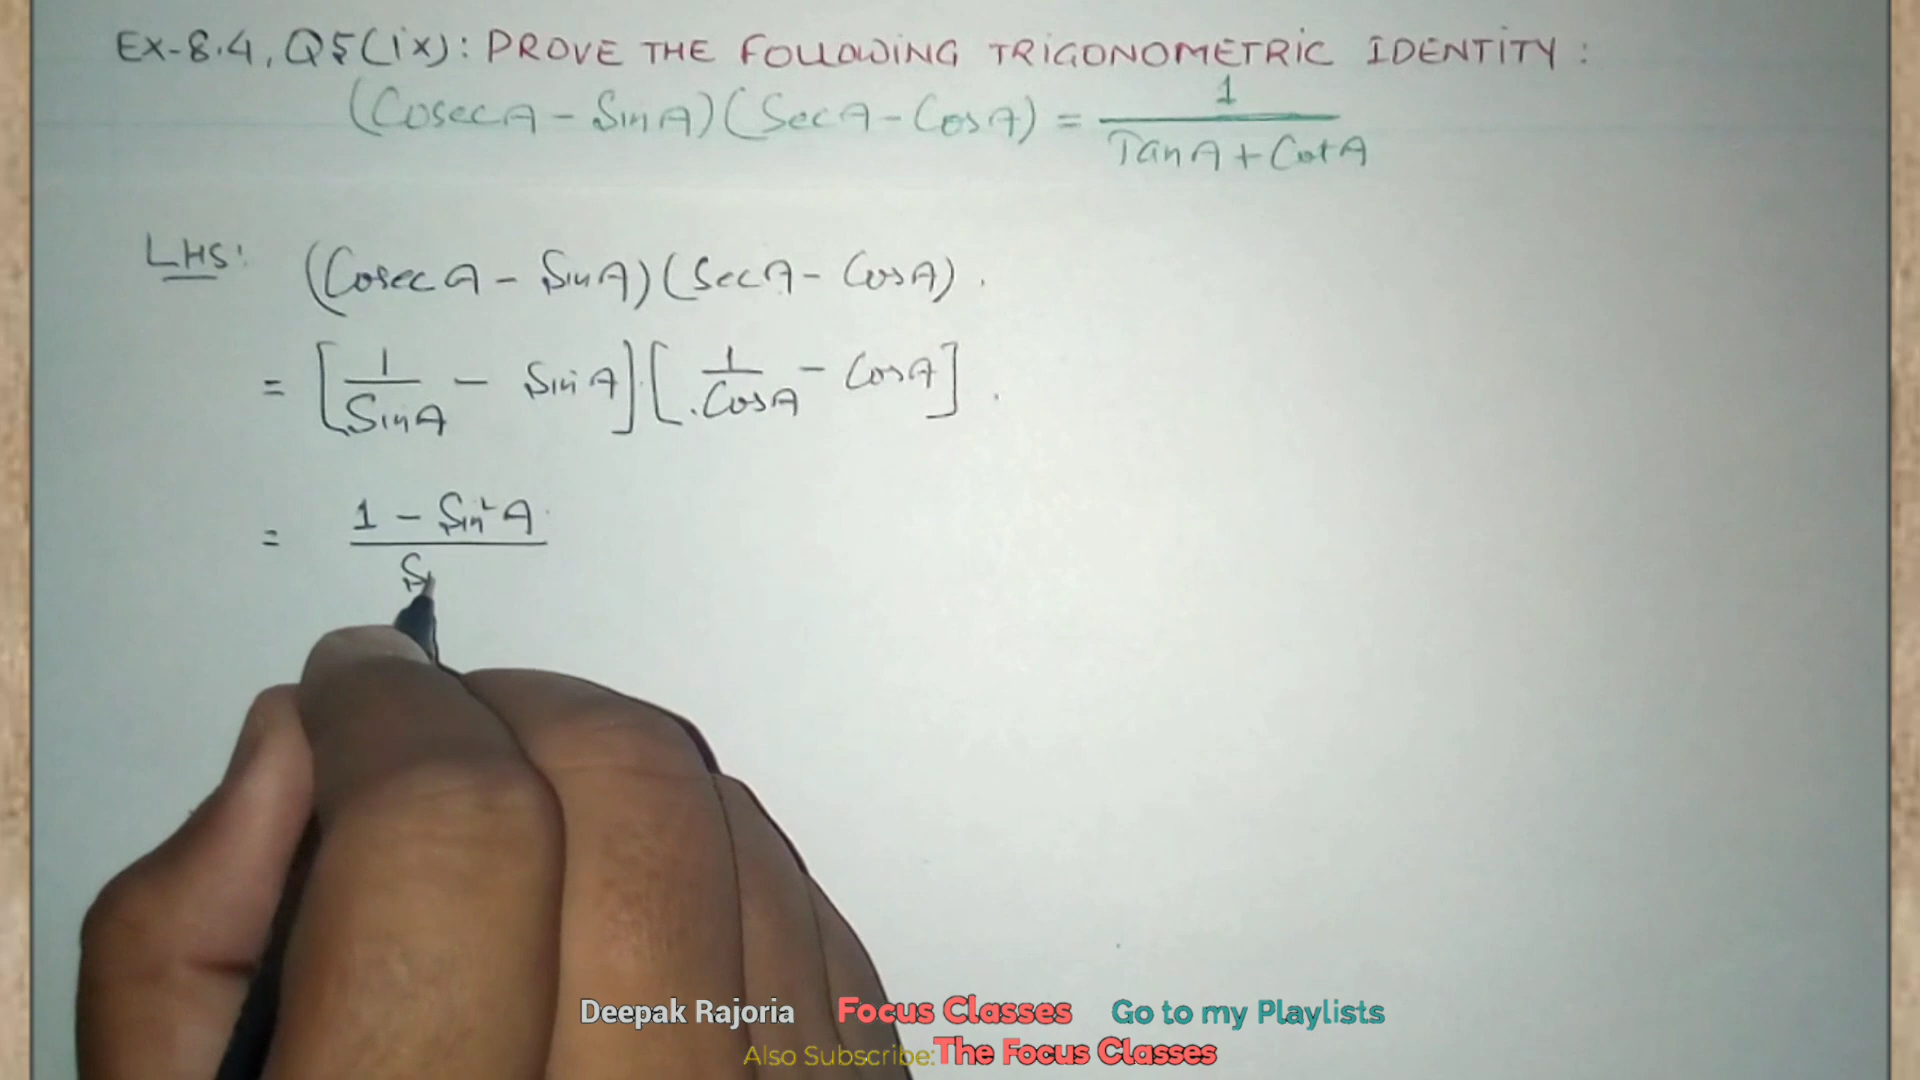 EX-8.4, Q5(ix): PROVE THE FOLLOWING TRIGONOMETRIC IDENTITY :
(CosecA - SinA)(SecA - CosA) = 1 / TanA + CotA
LHS: (CosecA - SinA)(SecA - CosA).
= [1/SinA - SinA][1/CosA - CosA].
= 1 - Sin²A / S
Deepak Rajoria Focus Classes Go to my Playlists
Also Subscribe: The Focus Classes